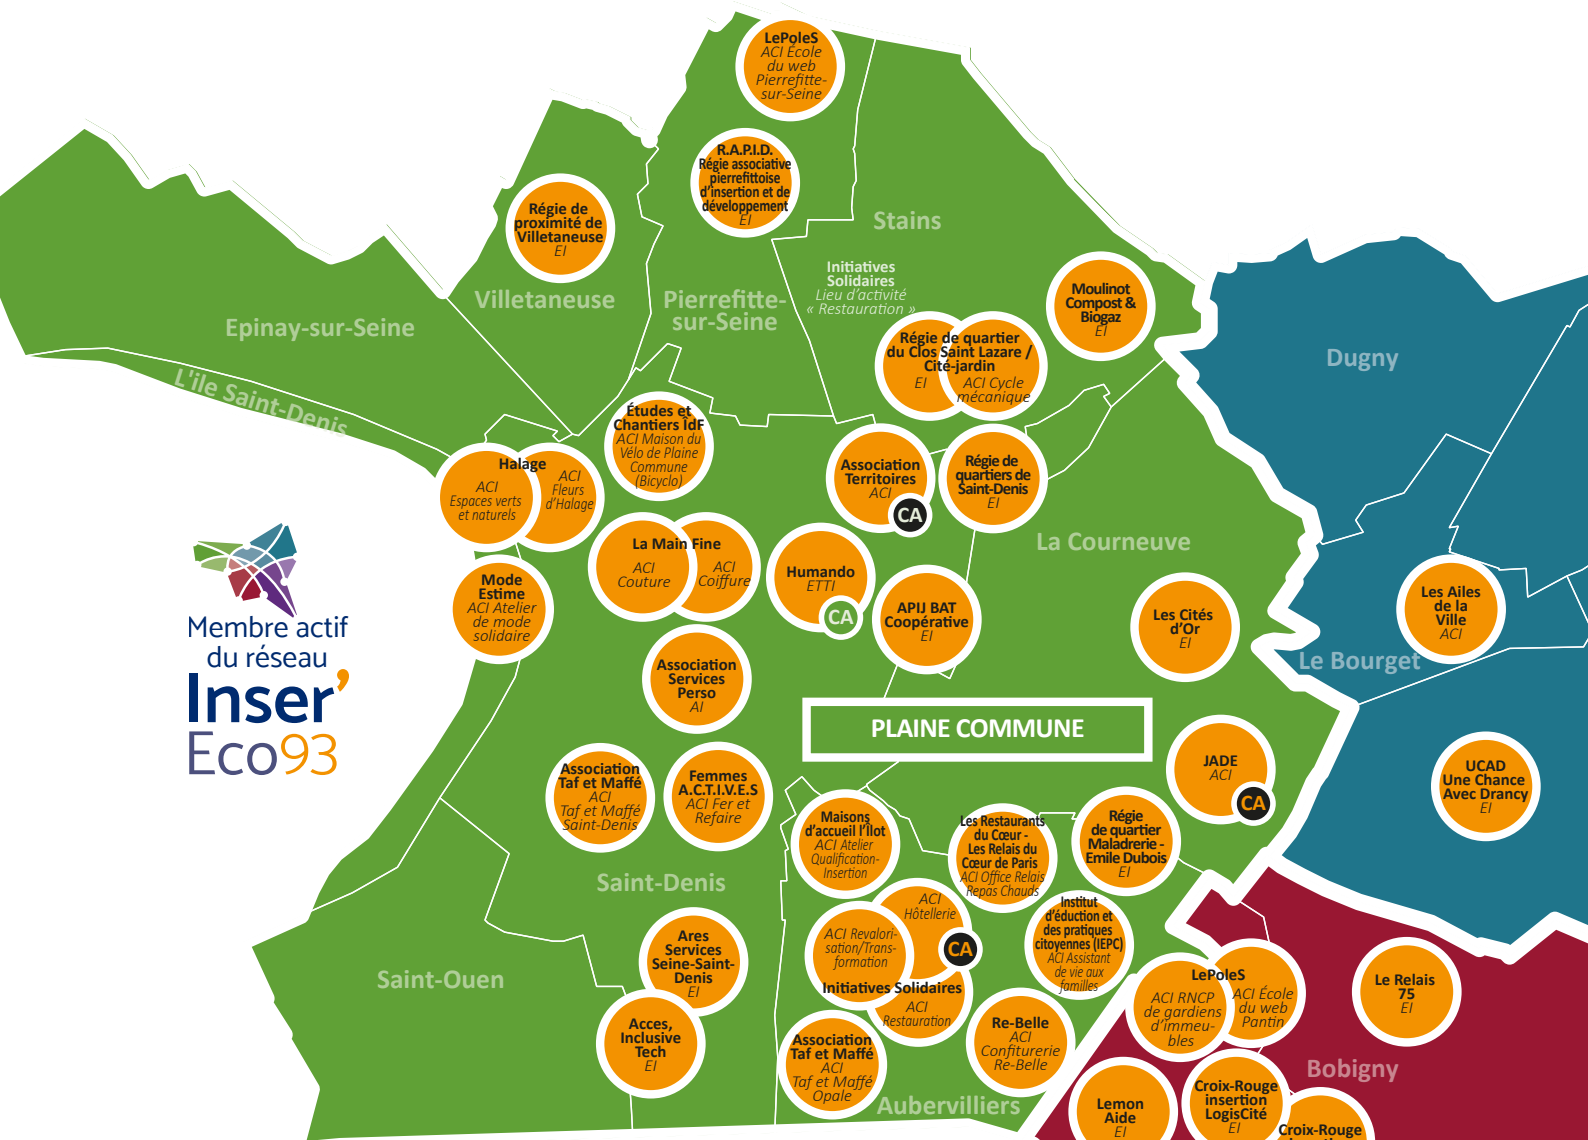 LePoleS
ACI École
du web
Pierrefitte-
sur-Seine
R.A.P.I.D.
Régie associative
pierrefittoise
d'insertion et de
développement
EI
Régie de
proximité de
Villetaneuse
EI
Stains
Initiatives
Solidaires
Lieu d'activité
« Restauration »
Moulinot
Compost &
Biogaz
EI
Villetaneuse
Pierrefitte-
sur-Seine
Epinay-sur-Seine
L'ile Saint-Denis
Régie de quartier
du Clos Saint Lazare /
Cité-jardin
EI
ACI Cycle
mécanique
Dugny
Études et
Chantiers ÎdF
ACI Maison du
Vélo de Plaine
Commune
(Bicyclo)
Halage
ACI
Espaces verts
et naturels
ACI
Fleurs
d'Halage
Association
Territoires
ACI
CA
Régie de
quartiers de
Saint-Denis
EI
La Courneuve
La Main Fine
ACI
Couture
ACI
Coiffure
Humando
ETTI
CA
Mode
Estime
ACI Atelier
de mode
solidaire
APIJ BAT
Coopérative
EI
Les Cités
d'Or
EI
Les Ailes
de la
Ville
ACI
Le Bourget
Membre actif
du réseau
Inser'
Eco93
Association
Services
Perso
AI
PLAINE COMMUNE
JADE
ACI
CA
UCAD
Une Chance
Avec Drancy
EI
Association
Taf et Maffé
ACI
Taf et Maffé
Saint-Denis
Femmes
A.C.T.I.V.E.S
ACI Fer et
Refaire
Maisons
d'accueil l'Îlot
ACI Atelier
Qualification-
Insertion
Les Restaurants
du Cœur -
Les Relais du
Cœur de Paris
ACI Office Relais
Repas Chauds
Régie
de quartier
Maladrerie -
Emile Dubois
EI
Saint-Denis
ACI
Hôtellerie
CA
ACI Revalori-
sation/Trans-
formation
Initiatives Solidaires
ACI
Restauration
Institut
d'éduction et
des pratiques
citoyennes (IEPC)
ACI Assistant
de vie aux
familles
Ares
Services
Seine-Saint-
Denis
EI
Saint-Ouen
LePoleS
ACI RNCP
de gardiens
d'immeu-
bles
ACI École
du web
Pantin
Le Relais
75
EI
Acces,
Inclusive
Tech
EI
Association
Taf et Maffé
ACI
Taf et Maffé
Opale
Re-Belle
ACI
Confiturerie
Re-Belle
Bobigny
Aubervilliers
Lemon
Aide
EI
Croix-Rouge
insertion
LogisCité
EI
Croix-Rouge